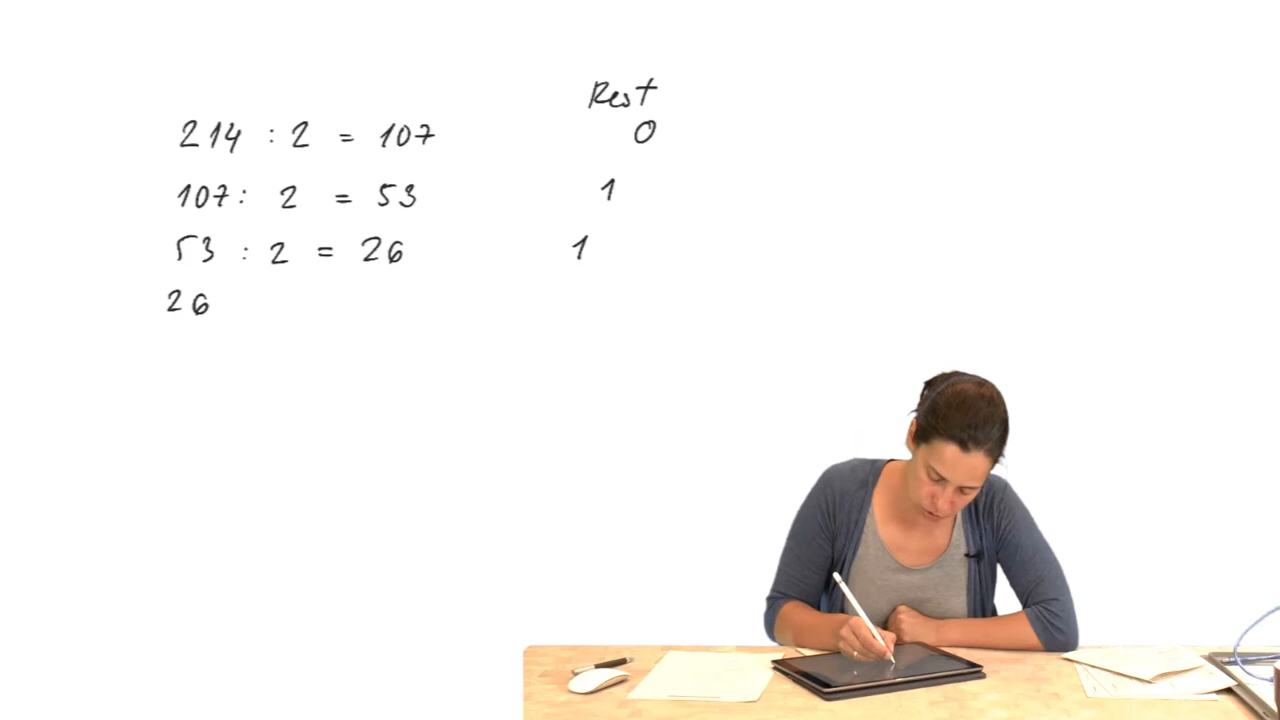 Rest
214 : 2 = 107 0
107 : 2 = 53 1
53 : 2 = 26 1
26